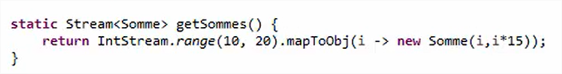 static Stream<Somme> getSommes() {
    return IntStream.range(10, 20).mapToObj(i -> new Somme(i,i*15));
}